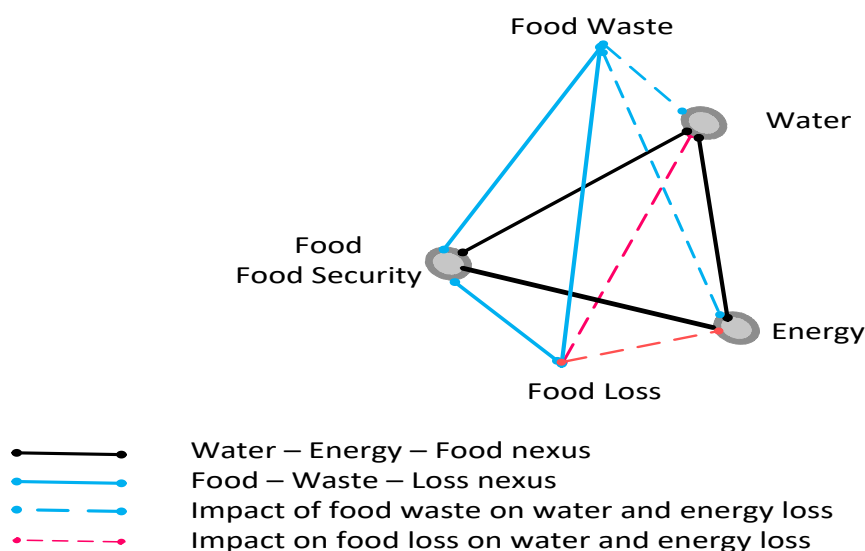 Food Waste
Water
Food
Food Security
Energy
Food Loss
Water – Energy – Food nexus
Food – Waste – Loss nexus
Impact of food waste on water and energy loss
Impact on food loss on water and energy loss